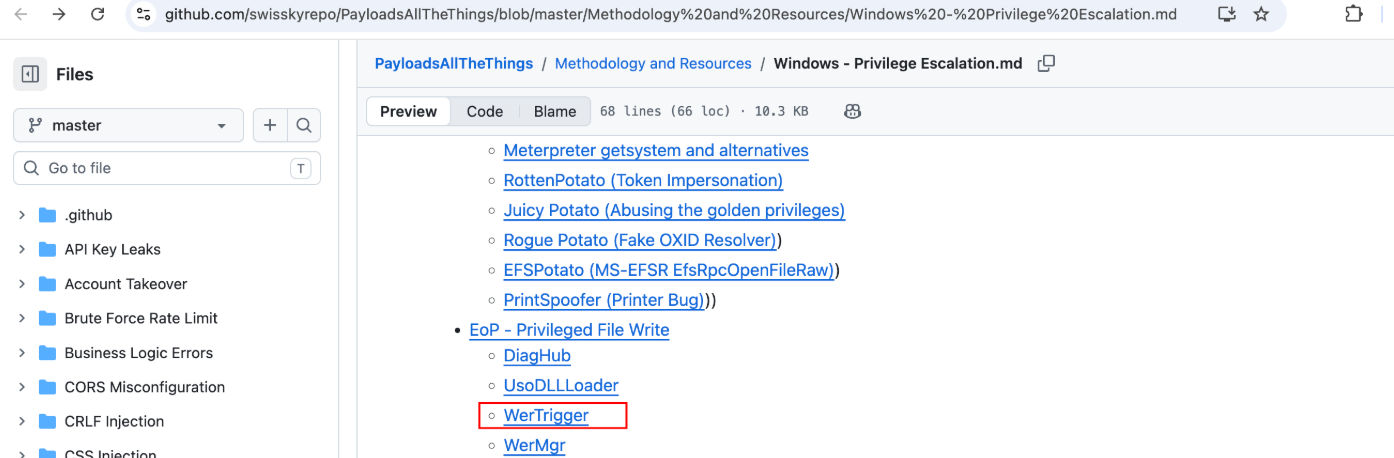 github.com/swisskyrepo/PayloadsAllTheThings/blob/master/Methodology%20and%20Resources/Windows%20-%20Privilege%20Escalation.md
Files
master
Go to file
T
.github
API Key Leaks
Account Takeover
Brute Force Rate Limit
Business Logic Errors
CORS Misconfiguration
CRLF Injection
CSS Injection
PayloadsAllTheThings / Methodology and Resources / Windows - Privilege Escalation.md
Preview Code Blame 68 lines (66 loc) · 10.3 KB
Meterpreter getsystem and alternatives
RottenPotato (Token Impersonation)
Juicy Potato (Abusing the golden privileges)
Rogue Potato (Fake OXID Resolver))
EFSPotato (MS-EFSR EfsRpcOpenFileRaw))
PrintSpoofer (Printer Bug)))
EoP - Privileged File Write
DiagHub
UsoDLLLoader
WerTrigger
WerMgr